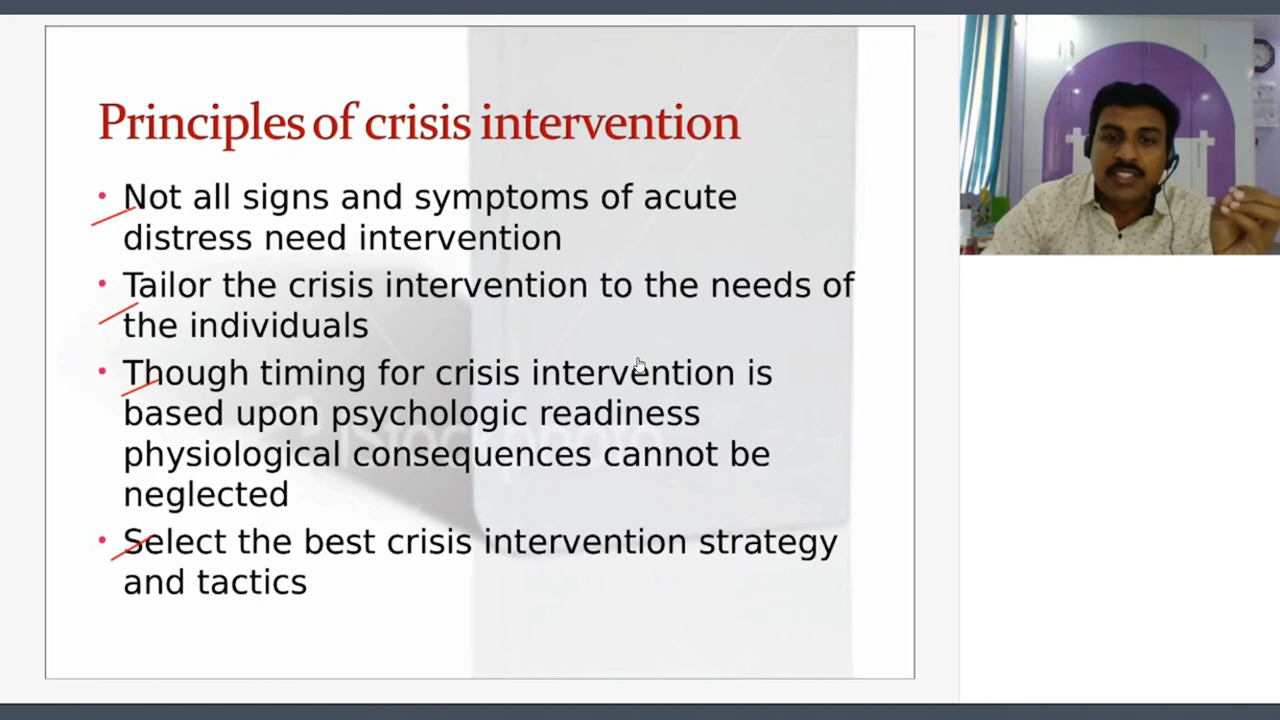 Principles of crisis intervention
• Not all signs and symptoms of acute
distress need intervention
• Tailor the crisis intervention to the needs of
the individuals
• Though timing for crisis intervention is
based upon psychologic readiness
physiological consequences cannot be
neglected
• Select the best crisis intervention strategy
and tactics